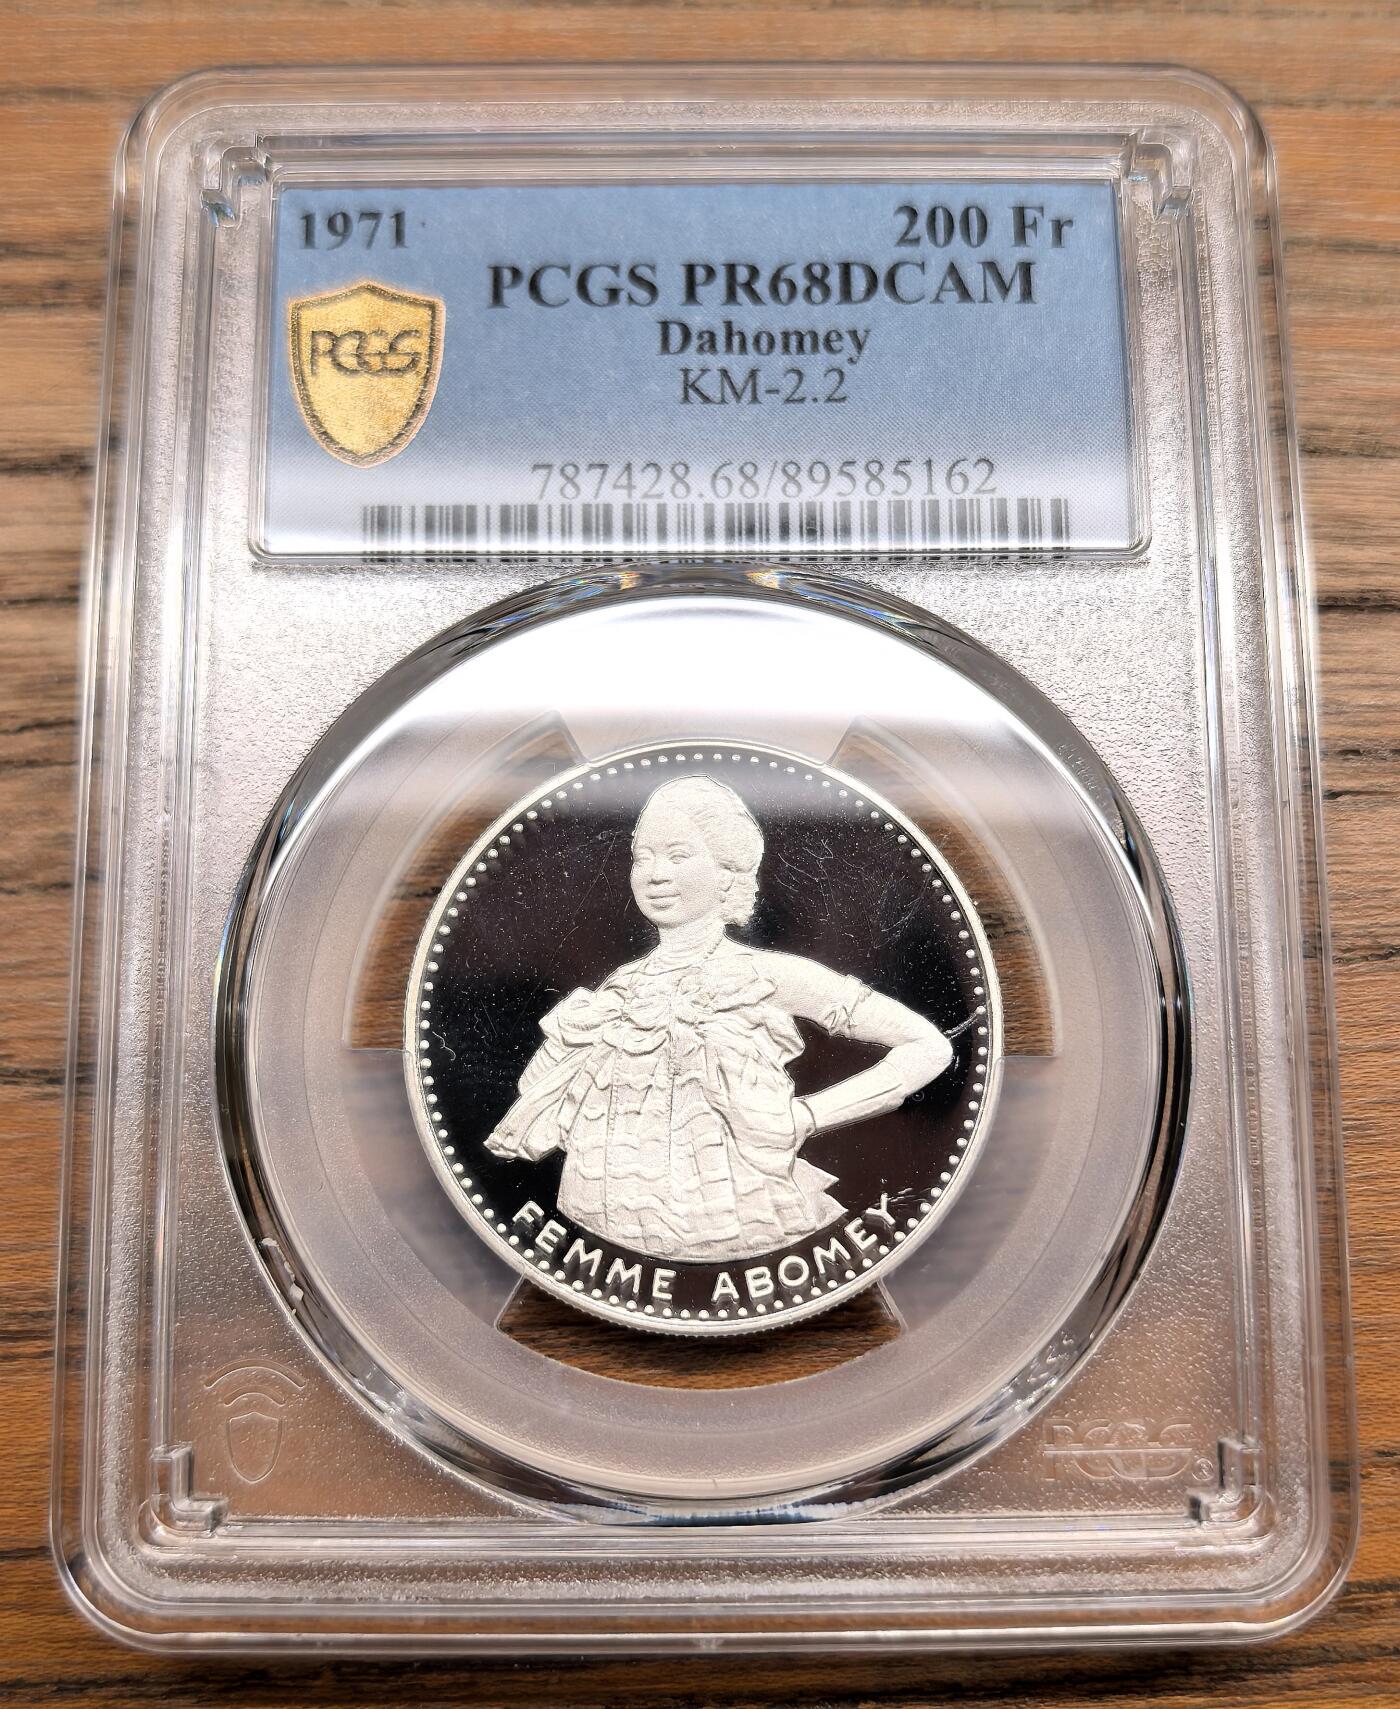 1971 200 Fr
PCGS PR68DCAM
PCGS
Dahomey
KM-2.2
787428.68/89585162
FEMME ABOMEY
PCGS ®